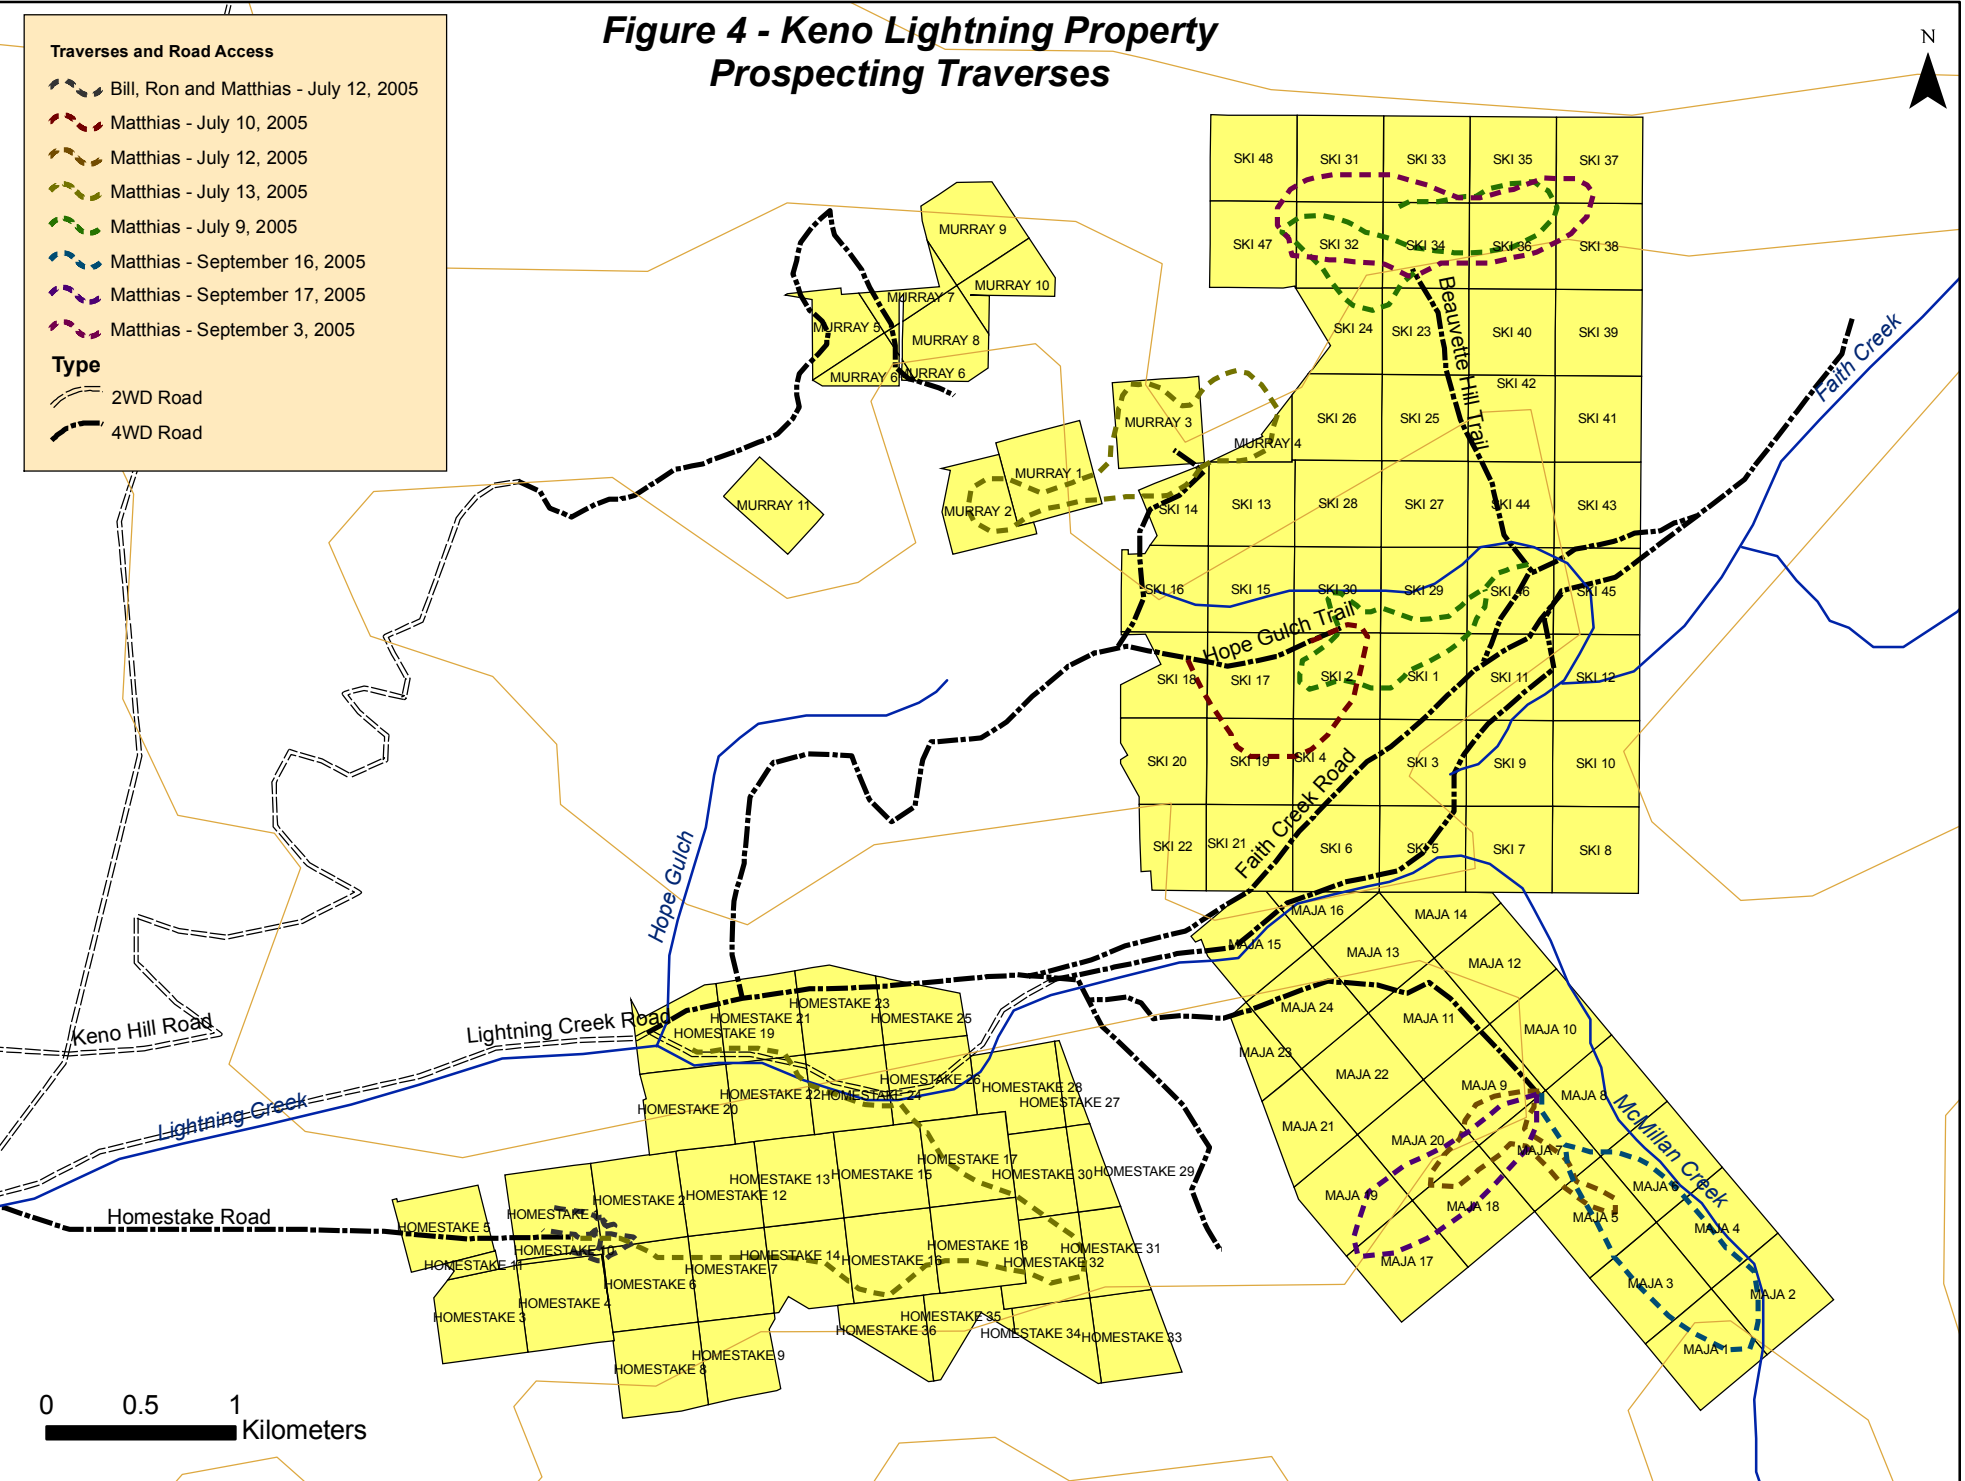 Figure 4 - Keno Lightning Property
Prospecting Traverses
N
Traverses and Road Access
Bill, Ron and Matthias - July 12, 2005
Matthias - July 10, 2005
Matthias - July 12, 2005
Matthias - July 13, 2005
Matthias - July 9, 2005
Matthias - September 16, 2005
Matthias - September 17, 2005
Matthias - September 3, 2005
Type
2WD Road
4WD Road
SKI 48
SKI 31
SKI 33
SKI 35
SKI 37
SKI 47
SKI 32
SKI 34
SKI 36
SKI 38
SKI 24
SKI 23
SKI 40
SKI 39
SKI 42
SKI 26
SKI 25
SKI 41
SKI 14
SKI 13
SKI 28
SKI 27
SKI 44
SKI 43
SKI 16
SKI 15
SKI 30
SKI 29
SKI 46
SKI 45
SKI 18
SKI 17
SKI 2
SKI 1
SKI 11
SKI 12
SKI 20
SKI 19
SKI 4
SKI 3
SKI 9
SKI 10
SKI 22
SKI 21
SKI 6
SKI 5
SKI 7
SKI 8
MURRAY 9
MURRAY 10
MURRAY 7
MURRAY 5
MURRAY 8
MURRAY 6
MURRAY 6
MURRAY 3
MURRAY 4
MURRAY 1
MURRAY 2
MURRAY 11
Beauvette Hill Trail
Faith Creek
Hope Gulch Trail
Faith Creek Road
Hope Gulch
Keno Hill Road
Lightning Creek Road
Lightning Creek
Homestake Road
McMillan Creek
MAJA 16
MAJA 14
MAJA 15
MAJA 13
MAJA 12
MAJA 24
MAJA 11
MAJA 10
MAJA 23
MAJA 22
MAJA 9
MAJA 8
MAJA 21
MAJA 20
MAJA 7
MAJA 19
MAJA 18
MAJA 6
MAJA 5
MAJA 4
MAJA 17
MAJA 3
MAJA 2
MAJA 1
HOMESTAKE 23
HOMESTAKE 21
HOMESTAKE 25
HOMESTAKE 19
HOMESTAKE 26
HOMESTAKE 28
HOMESTAKE 22
HOMESTAKE 24
HOMESTAKE 27
HOMESTAKE 20
HOMESTAKE 17
HOMESTAKE 13
HOMESTAKE 15
HOMESTAKE 30
HOMESTAKE 29
HOMESTAKE 2
HOMESTAKE 12
HOMESTAKE 5
HOMESTAKE
HOMESTAKE 10
HOMESTAKE 14
HOMESTAKE 16
HOMESTAKE 18
HOMESTAKE 31
HOMESTAKE 32
HOMESTAKE 11
HOMESTAKE 7
HOMESTAKE 6
HOMESTAKE 3
HOMESTAKE 4
HOMESTAKE 35
HOMESTAKE 36
HOMESTAKE 34
HOMESTAKE 33
HOMESTAKE 9
HOMESTAKE 8
0 0.5 1
Kilometers